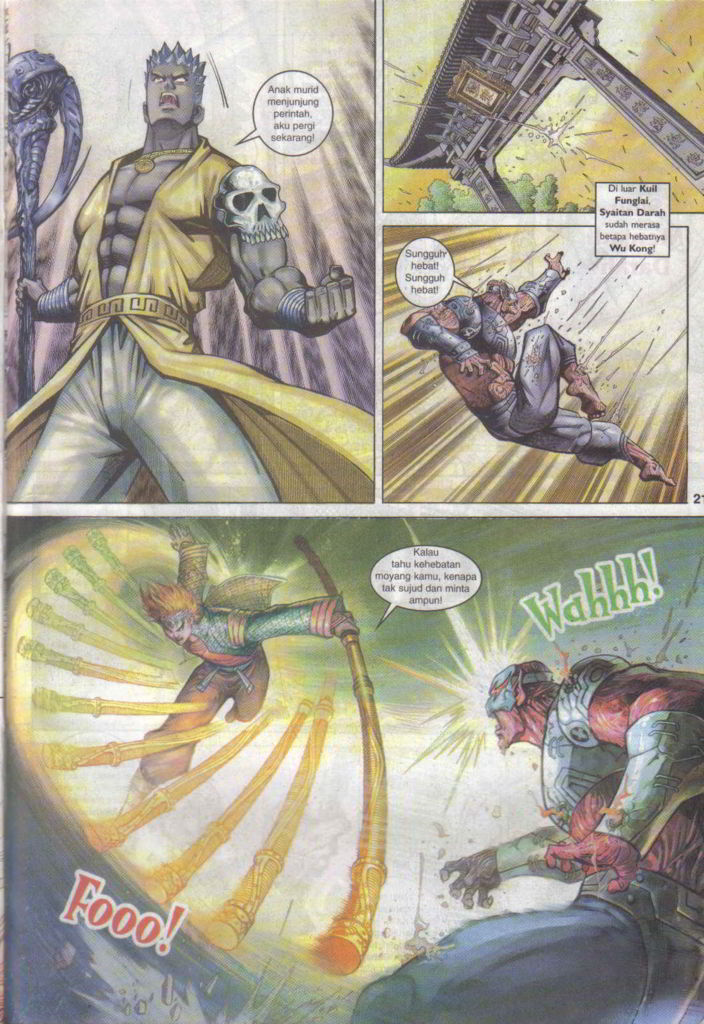 Anak murid
menjunjung
perintah,
aku pergi
sekarang!
Di luar Kuil
Funglai,
Syaitan Darah
sudah merasa
betapa hebatnya
Wu Kong!
Sungguh
hebat!
Sungguh
hebat!
Kalau
tahu kehebatan
moyang kamu, kenapa
tak sujud dan minta
ampun!
Wahhh!
Fooo!